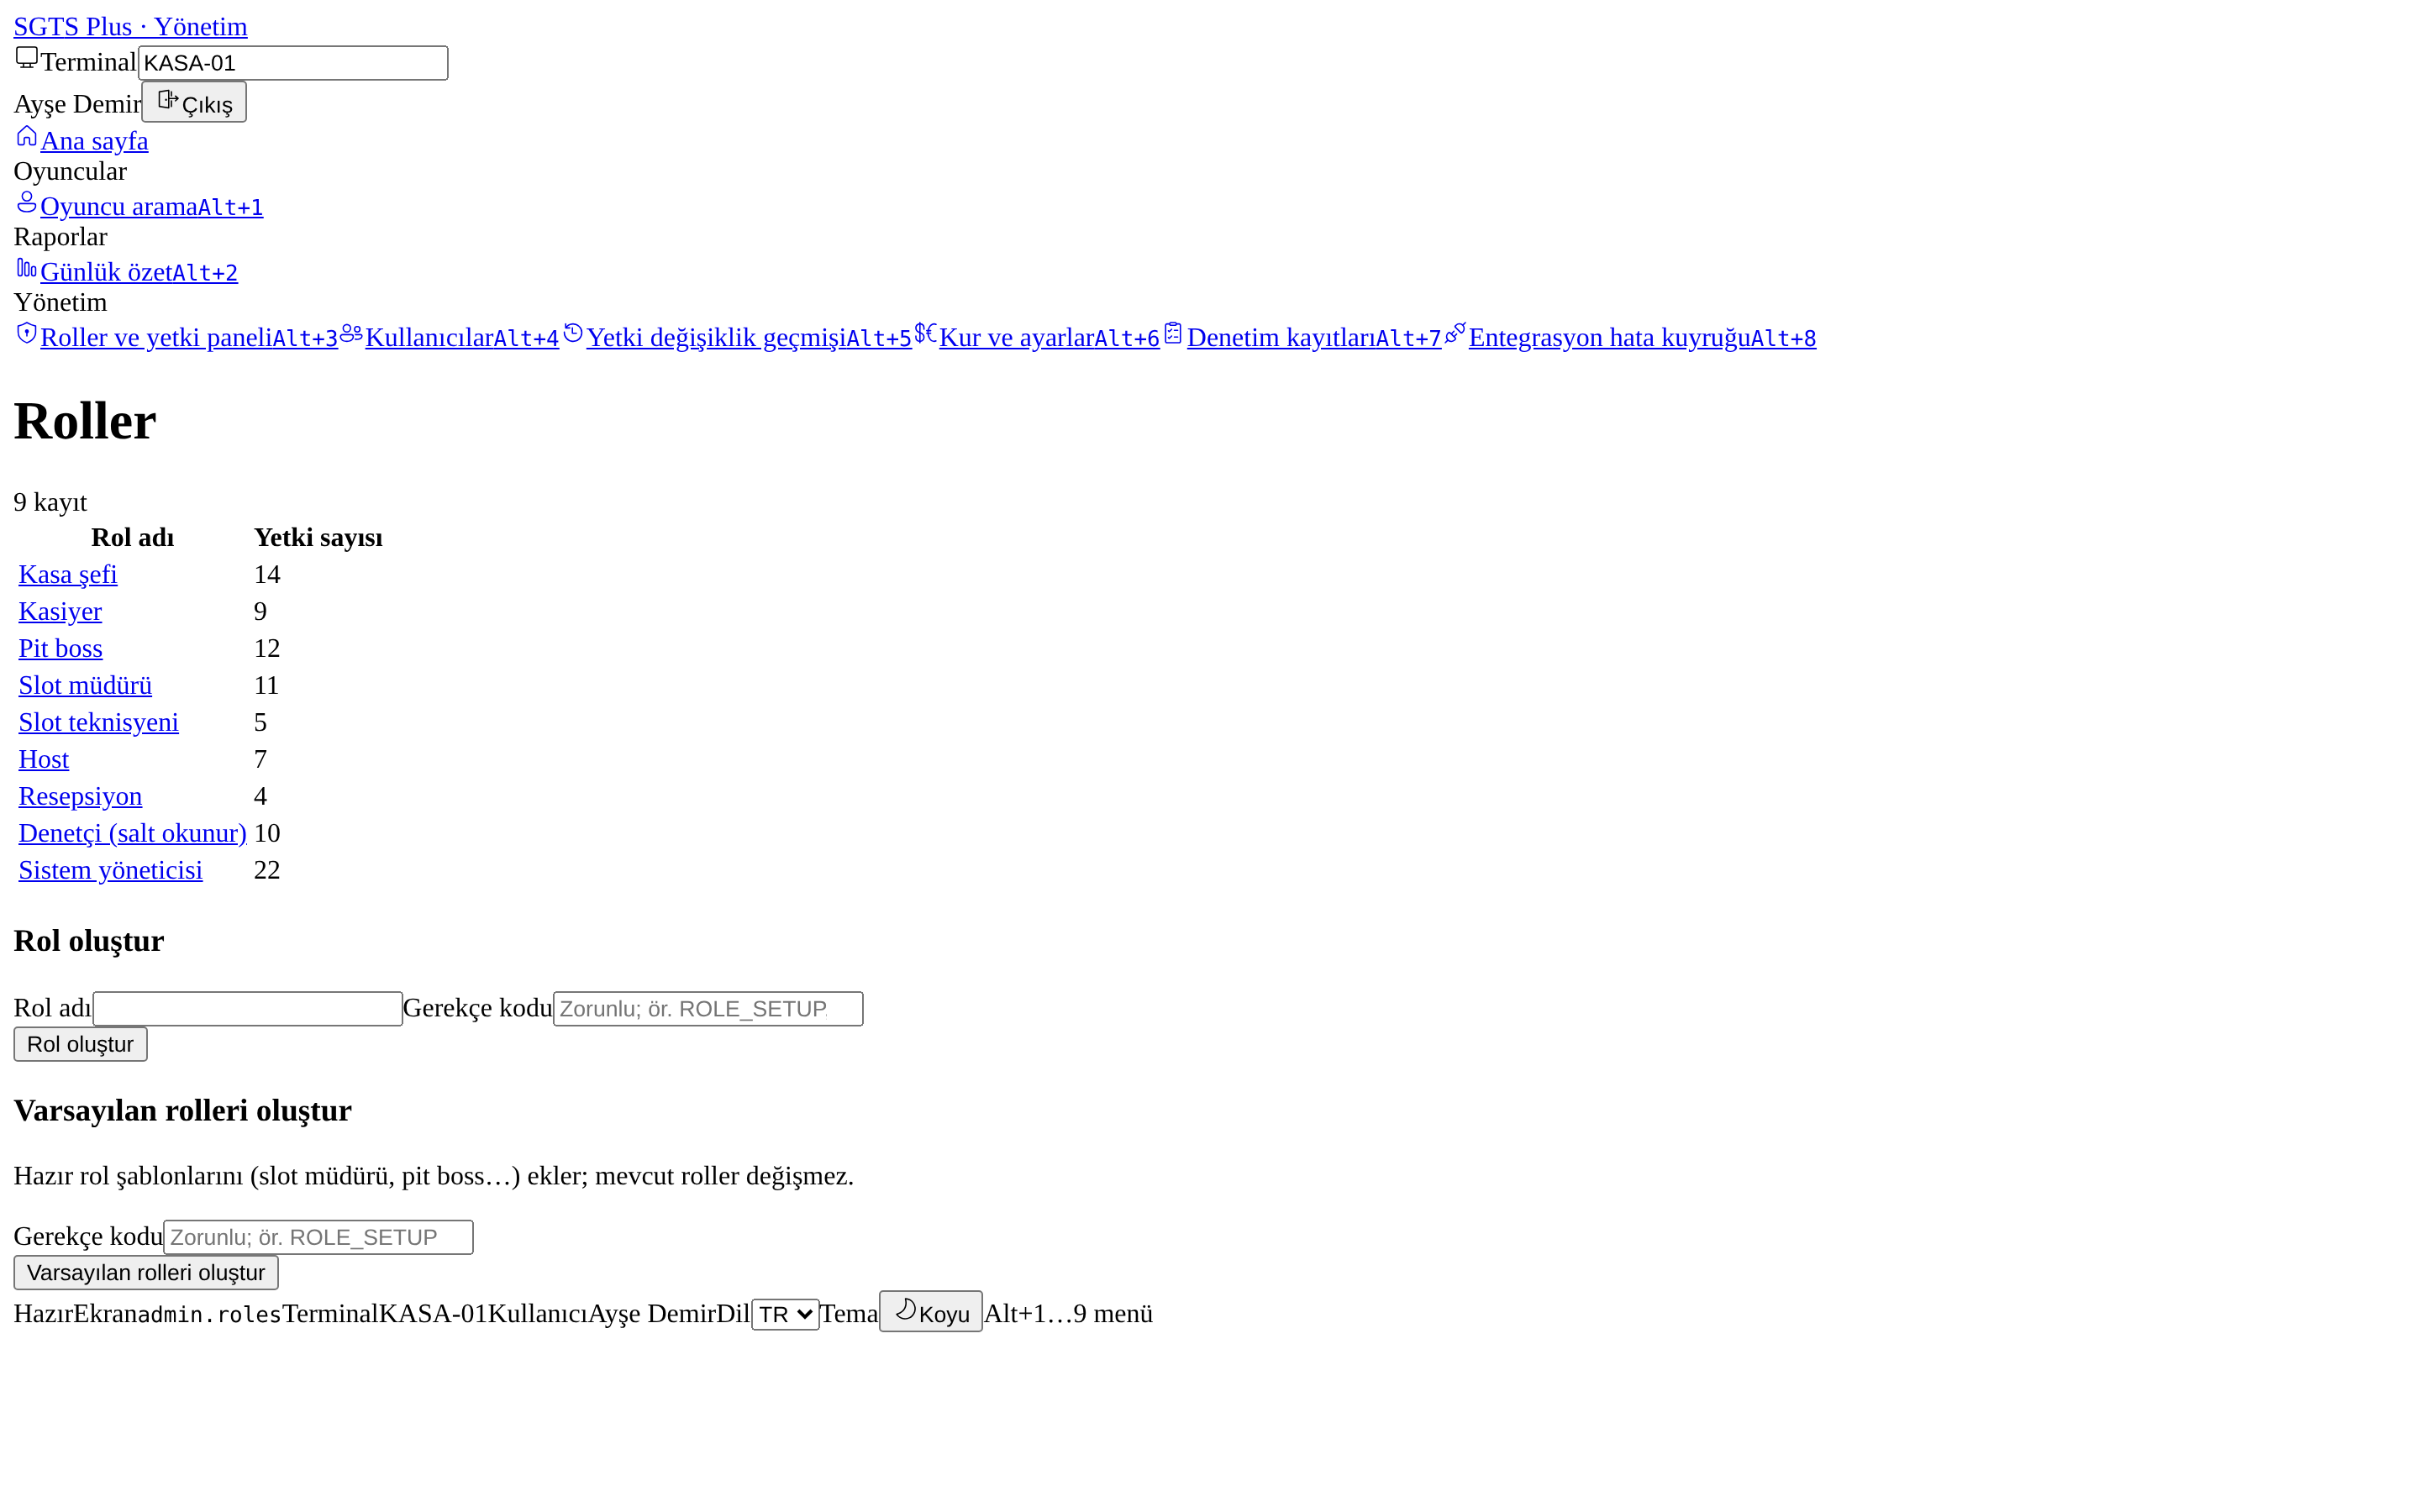 SGTS Plus · Yönetim
Terminal KASA-01
Ayşe Demir Çıkış
Ana sayfa
Oyuncular
Oyuncu aramaAlt+1
Raporlar
Günlük özetAlt+2
Yönetim
Roller ve yetki paneliAlt+3 KullanıcılarAlt+4 Yetki değişiklik geçmişiAlt+5 Kur ve ayarlarAlt+6 Denetim kayıtlarıAlt+7 Entegrasyon hata kuyruğuAlt+8
Roller
9 kayıt
Rol adı Yetki sayısı
Kasa şefi 14
Kasiyer 9
Pit boss 12
Slot müdürü 11
Slot teknisyeni 5
Host 7
Resepsiyon 4
Denetçi (salt okunur) 10
Sistem yöneticisi 22
Rol oluştur
Rol adı Gerekçe kodu Zorunlu; ör. ROLE_SETUP
Rol oluştur
Varsayılan rolleri oluştur
Hazır rol şablonlarını (slot müdürü, pit boss…) ekler; mevcut roller değişmez.
Gerekçe kodu Zorunlu; ör. ROLE_SETUP
Varsayılan rolleri oluştur
HazırEkranadmin.rolesTerminalKASA-01KullanıcıAyşe DemirDil TR Tema Koyu Alt+1…9 menü